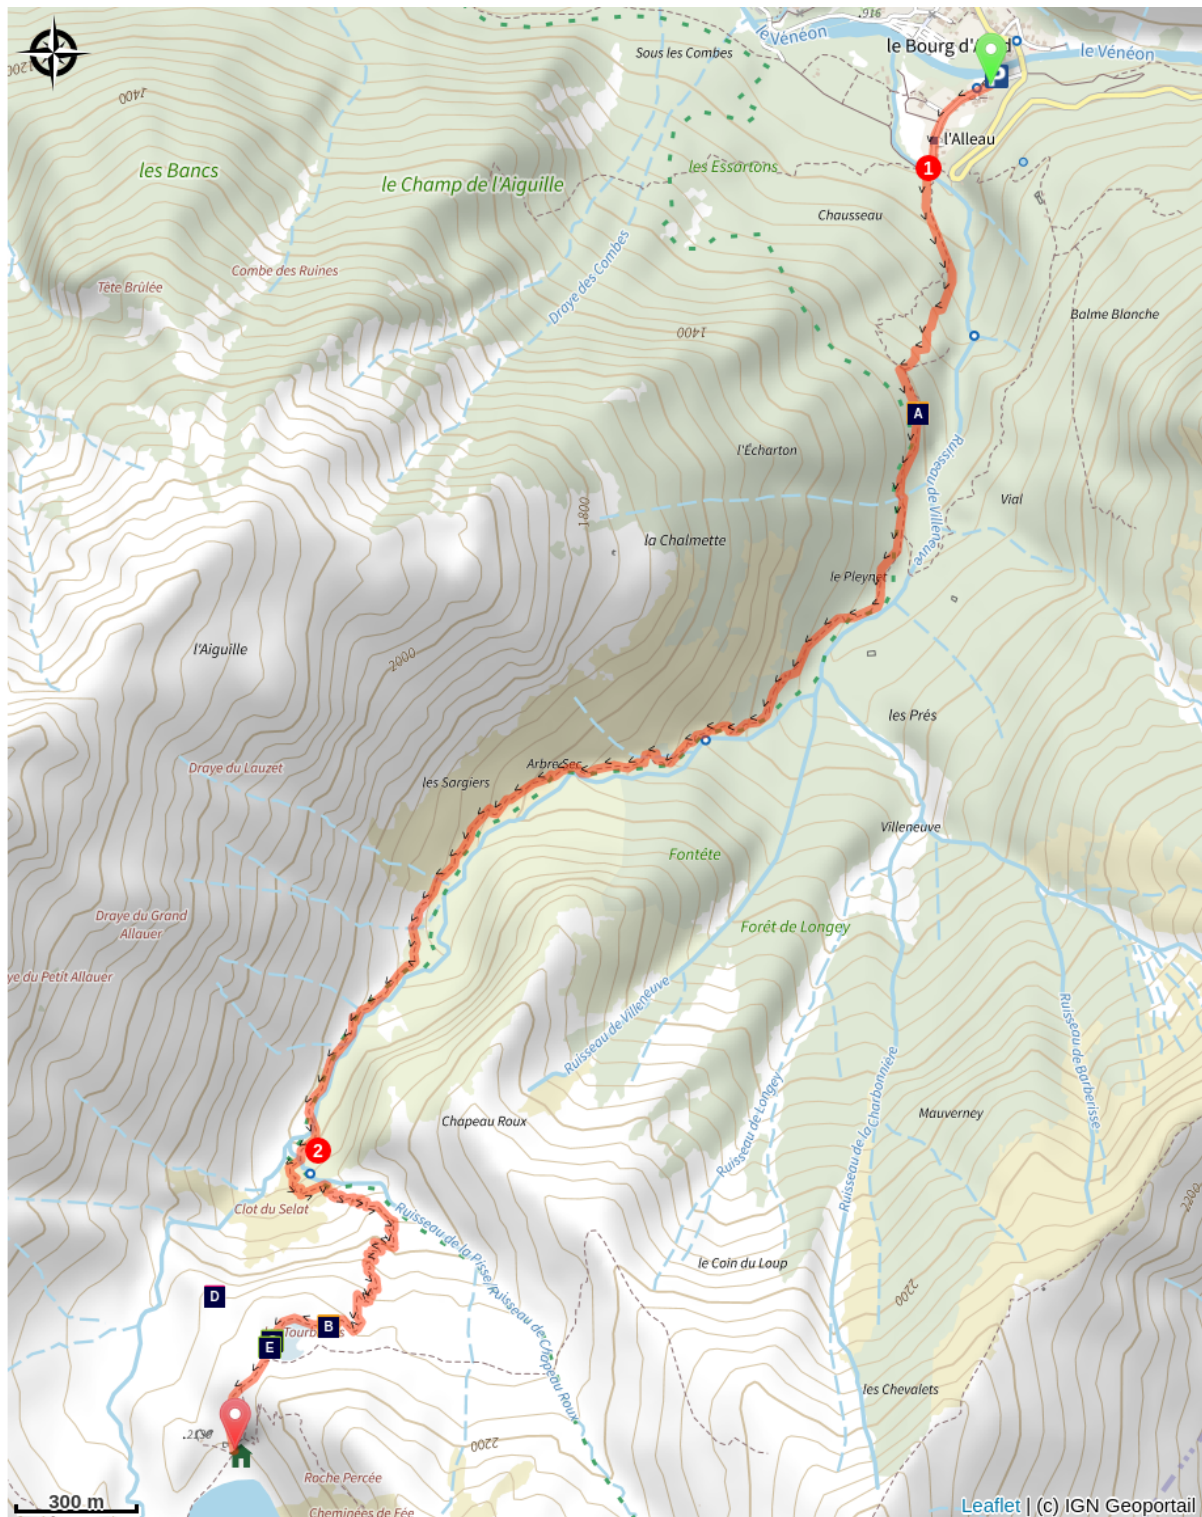 916
le Vénéon
le Bourg d'A
d
le Vénéon
Sous les Combes
P
1200
1400
l'Alleau
les Bancs
les Essartons
1
le Champ de l'Aiguille
Chausseau
Combe des Ruines
Draye des Combes
Tête Brûlée
Balme Blanche
1400
A
l'Écharton
Ruisseau de Villeneuve
Vial
1800
la Chalmette
le Pleynet
l'Aiguille
2000
les Prés
Draye du Lauzet
Arbre Sec
les Sargiers
Villeneuve
Fontéte
Draye du Grand
Allauer
Forêt de Longey
ye du Petit Allauer
Ruisseau de Villeneuve
Ruisseau de Barberisse
Ruisseau de Longey
Ruisseau de la Charbonnière
Mauverney
Chapeau Roux
2
2200
Clot du Selat
Ruisseau de la Pisse/ruisseau de Chapeau Roux
le Coin du Loup
2200
D
B
E
les Chevalets
2200
Roche Percée
Cheminées de Fée
300 m
Leaflet | (c) IGN Geoportail